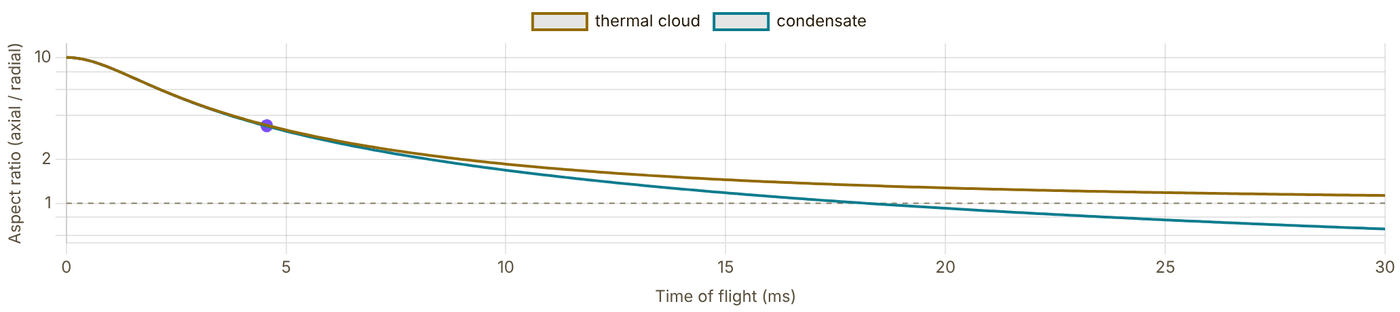 thermal cloud condensate
Aspect ratio (axial / radial)
10
2
1
0 5 10 15 20 25 30
Time of flight (ms)